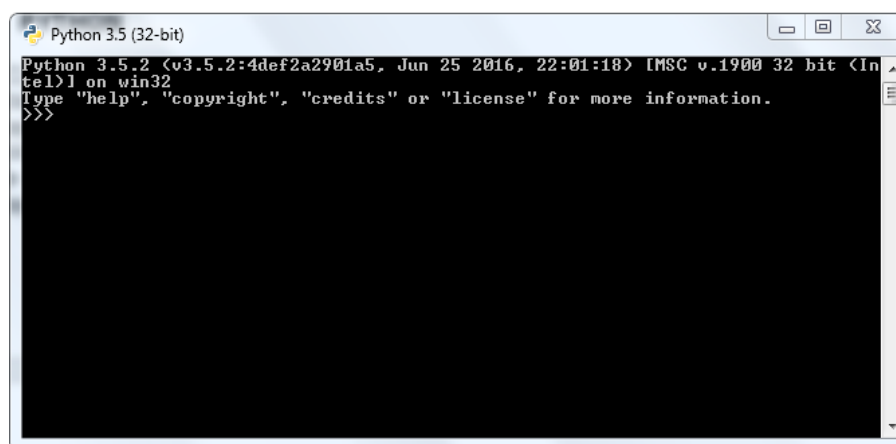 Python 3.5 (32-bit)
Python 3.5.2 (v3.5.2:4def2a2901a5, Jun 25 2016, 22:01:18) [MSC v.1900 32 bit (In
tel)] on win32
Type "help", "copyright", "credits" or "license" for more information.
>>>